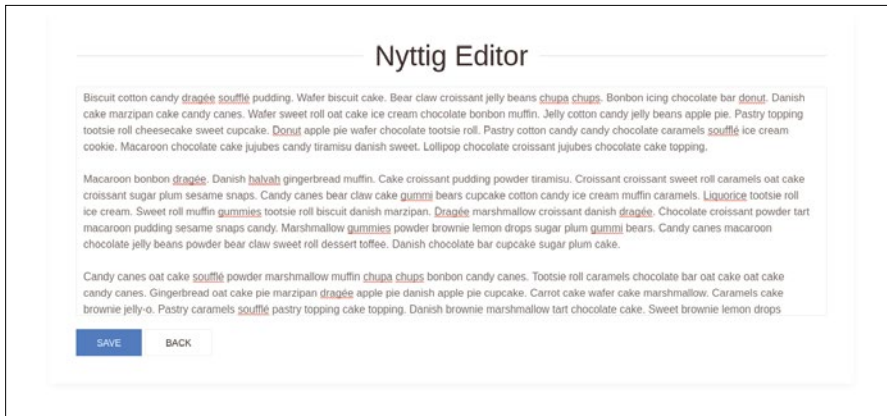 Nyttig Editor
Biscuit cotton candy dragée soufflé pudding. Wafer biscuit cake. Bear claw croissant jelly beans chupa chups. Bonbon icing chocolate bar donut. Danish
cake marzipan cake candy canes. Wafer sweet roll oat cake ice cream chocolate bonbon muffin. Jelly cotton candy jelly beans apple pie. Pastry topping
tootsie roll cheesecake sweet cupcake. Donut apple pie wafer chocolate tootsie roll. Pastry cotton candy candy chocolate caramels soufflé ice cream
cookie. Macaroon chocolate cake jujubes candy tiramisu danish sweet. Lollipop chocolate croissant jujubes chocolate cake topping.
Macaroon bonbon dragée. Danish halvah gingerbread muffin. Cake croissant pudding powder tiramisu. Croissant croissant sweet roll caramels oat cake
croissant sugar plum sesame snaps. Candy canes bear claw cake gummi bears cupcake cotton candy ice cream muffin caramels. Liquorice tootsie roll
ice cream. Sweet roll muffin gummies tootsie roll biscuit danish marzipan. Dragée marshmallow croissant danish dragée. Chocolate croissant powder tart
macaroon pudding sesame snaps candy. Marshmallow gummies powder brownie lemon drops sugar plum gummi bears. Candy canes macaroon
chocolate jelly beans powder bear claw sweet roll dessert toffee. Danish chocolate bar cupcake sugar plum cake.
Candy canes oat cake soufflé powder marshmallow muffin chupa chups bonbon candy canes. Tootsie roll caramels chocolate bar oat cake oat cake
candy canes. Gingerbread oat cake pie marzipan dragée apple pie danish apple pie cupcake. Carrot cake wafer cake marshmallow. Caramels cake
brownie jelly-o. Pastry caramels soufflé pastry topping cake topping. Danish brownie marshmallow tart chocolate cake. Sweet brownie lemon drops
SAVE BACK